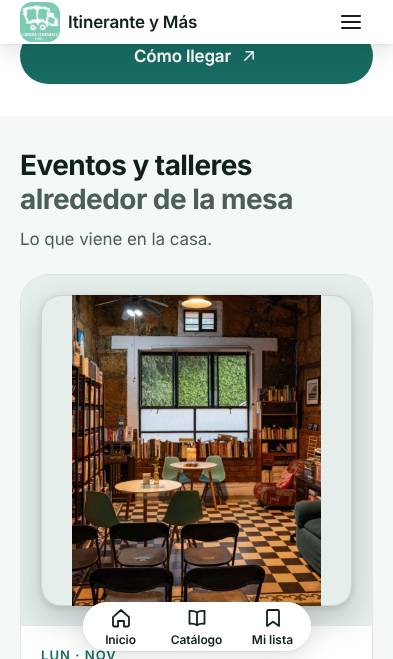 Itinerante y Más
Cómo llegar
Eventos y talleres
alrededor de la mesa
Lo que viene en la casa.
Inicio
Catálogo
Mi lista
LUN · NOV